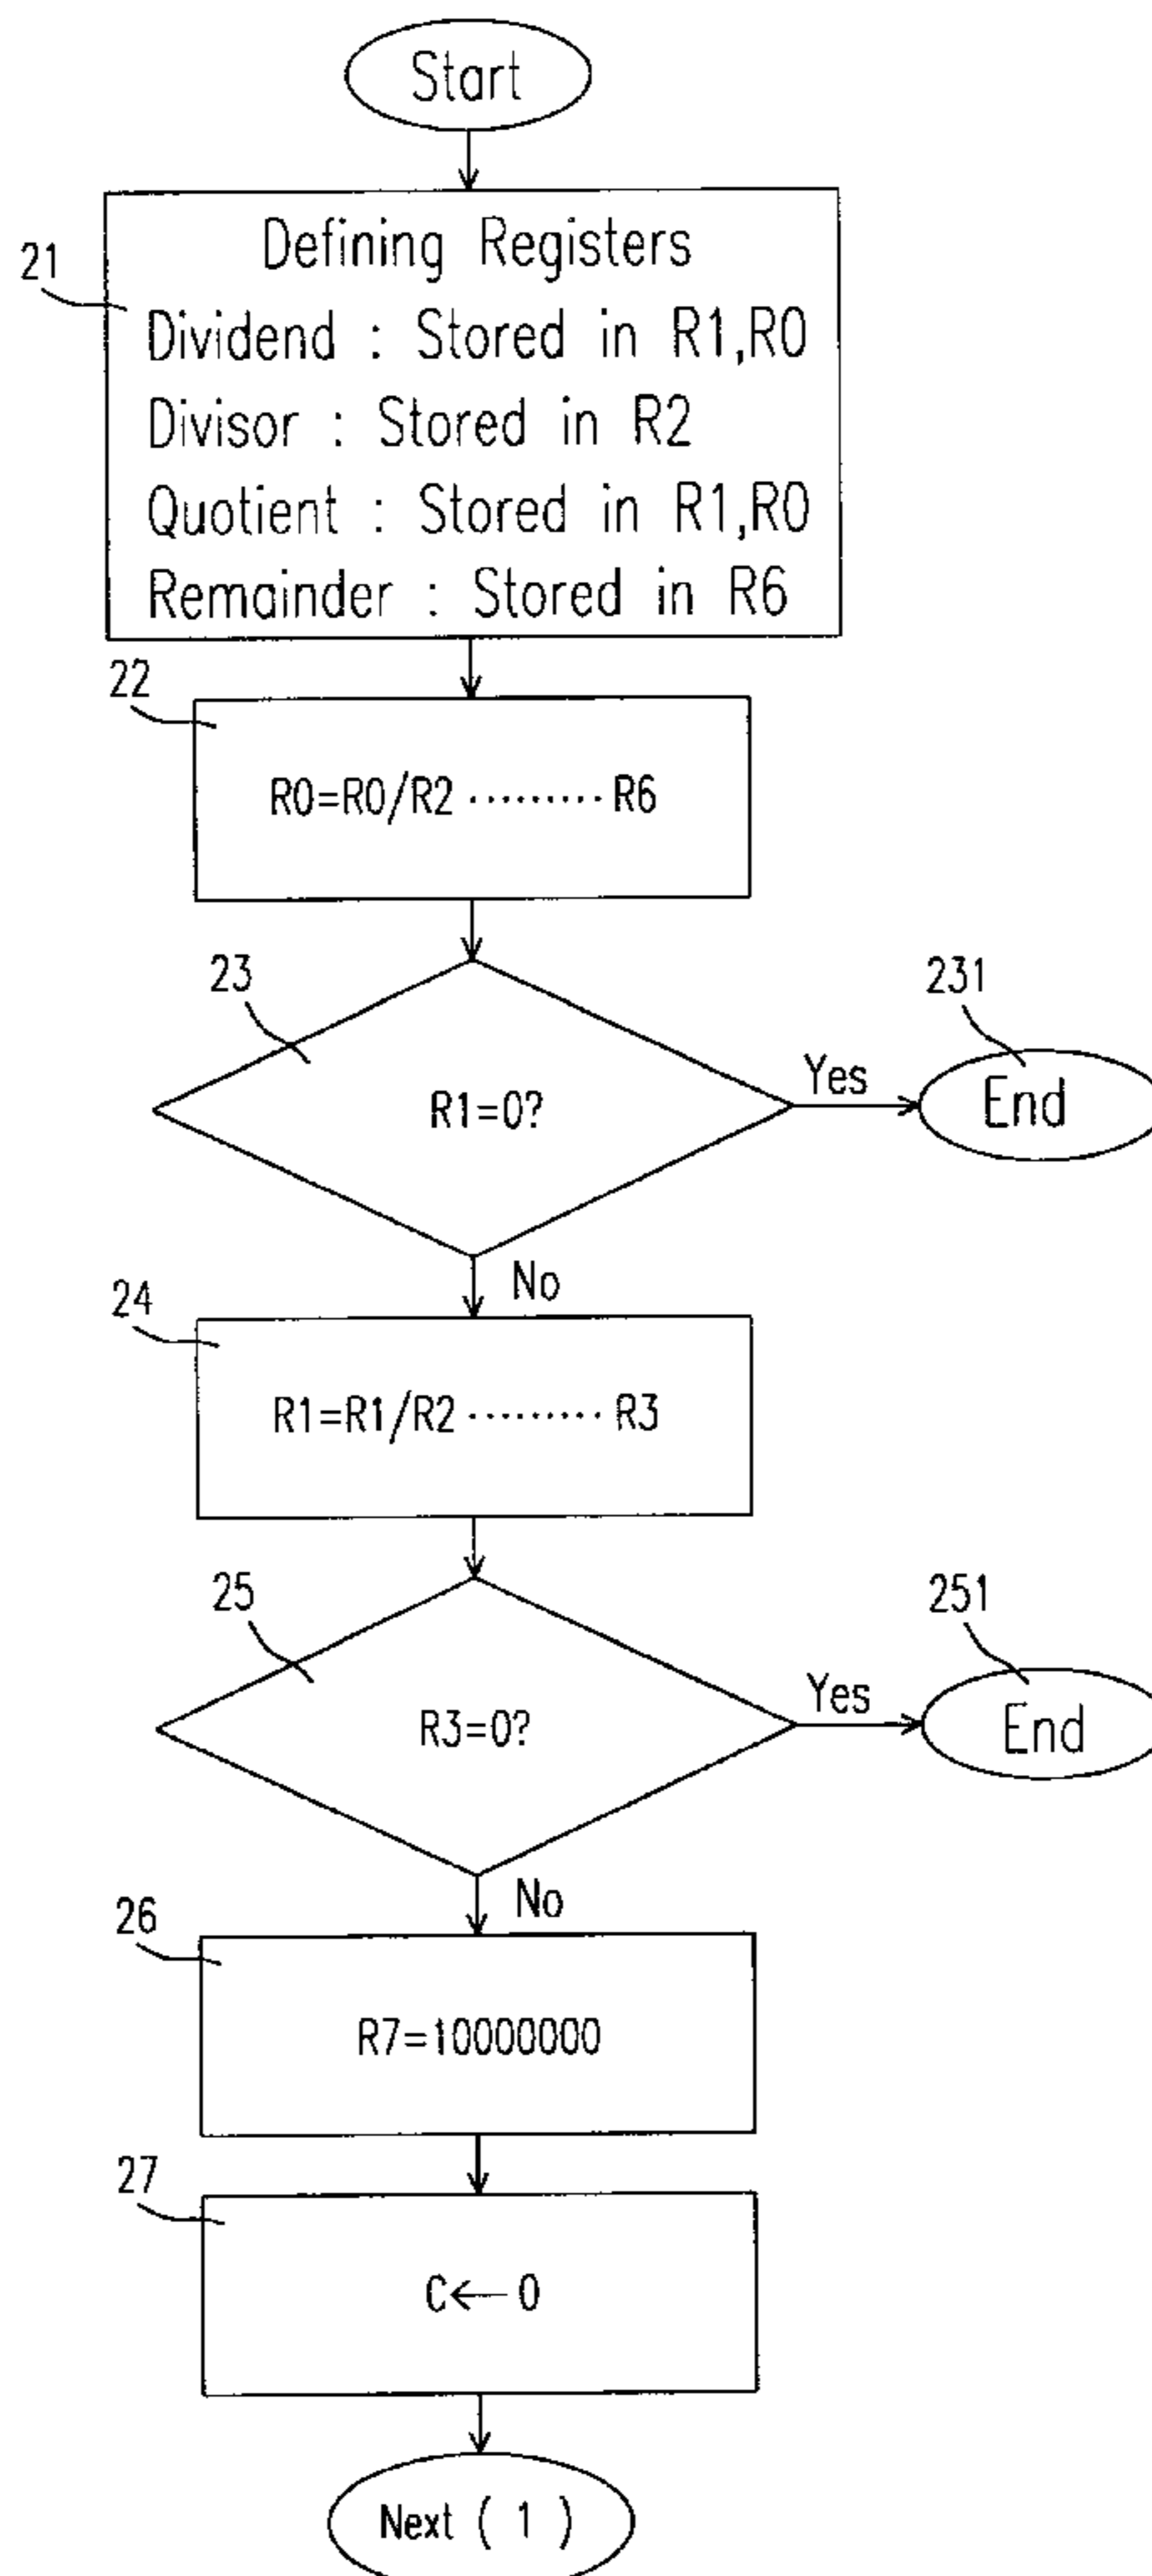 Start
21
Defining Registers
Dividend : Stored in R1,R0
Divisor : Stored in R2
Quotient : Stored in R1,R0
Remainder : Stored in R6
22
R0=R0/R2 ········· R6
23
R1=0?
Yes
231
End
No
24
R1=R1/R2 ········· R3
25
R3=0?
Yes
251
End
No
26
R7=10000000
27
C← 0
Next ( 1 )